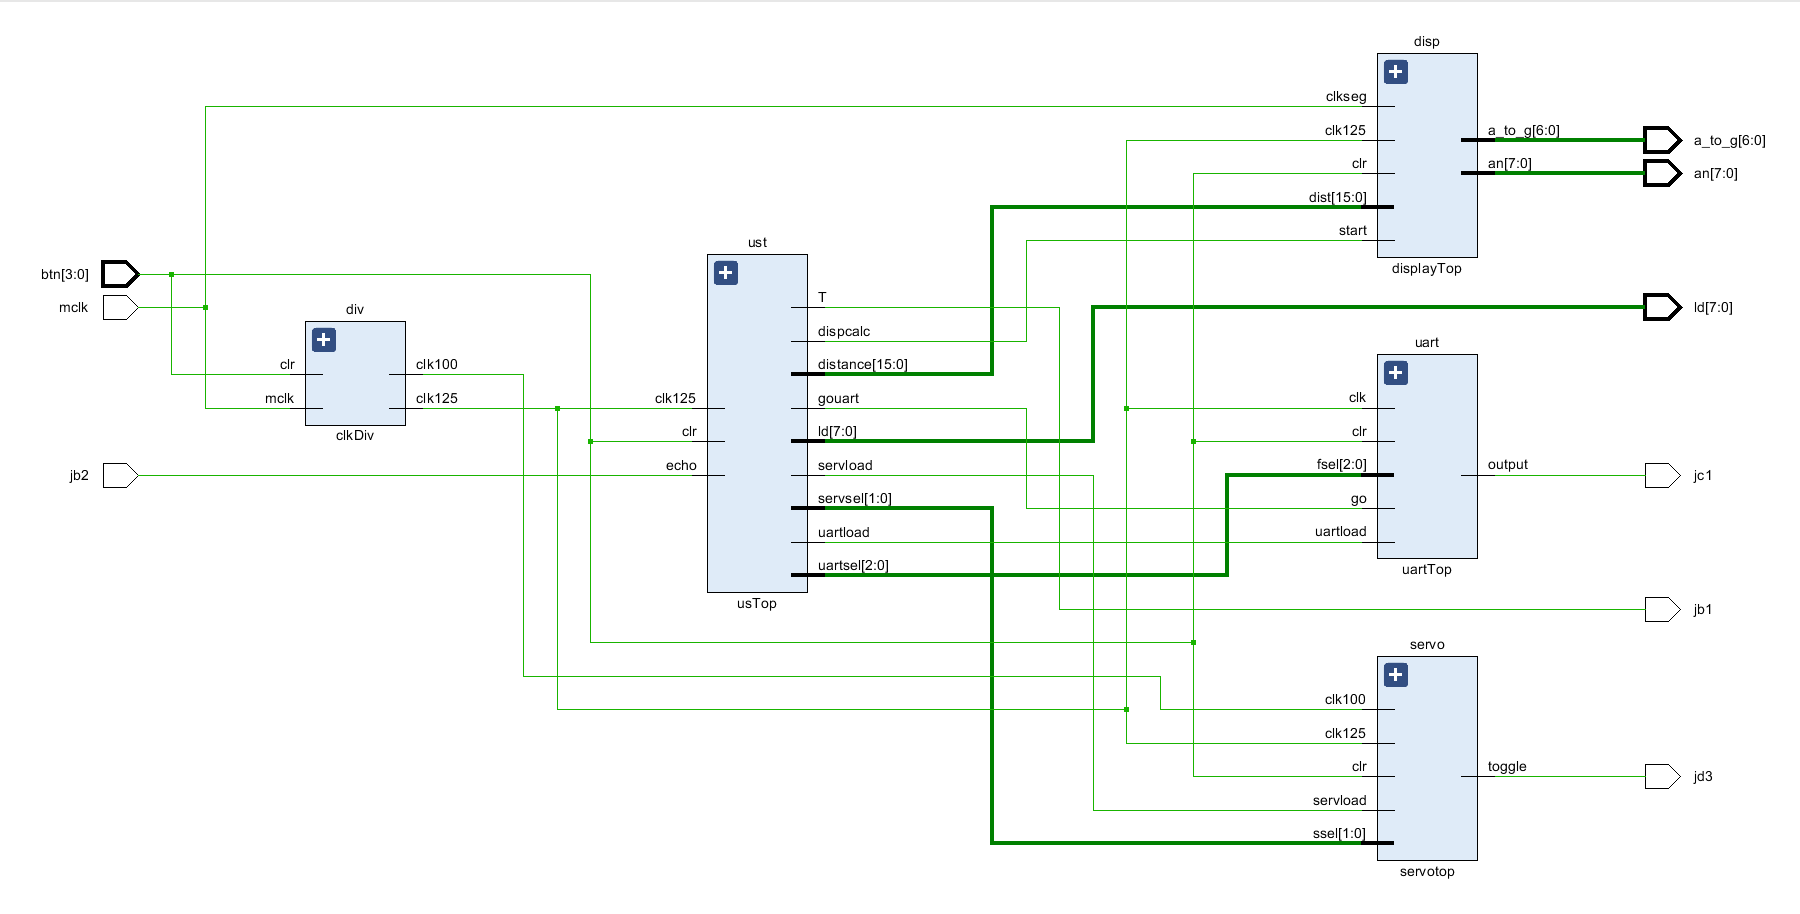 disp
clkseg
clk125
clr
dist[15:0]
start
a_to_g[6:0]
an[7:0]
displayTop
a_to_g[6:0]
an[7:0]
btn[3:0]
mclk
jb2
div
clr
mclk
clk100
clk125
clkDiv
ust
clk125
clr
echo
T
dispcalc
distance[15:0]
gouart
ld[7:0]
servload
servsel[1:0]
uartload
uartsel[2:0]
usTop
ld[7:0]
uart
clk
clr
fsel[2:0]
go
uartload
output
uartTop
jc1
jb1
servo
clk100
clk125
clr
servload
ssel[1:0]
toggle
servotop
jd3